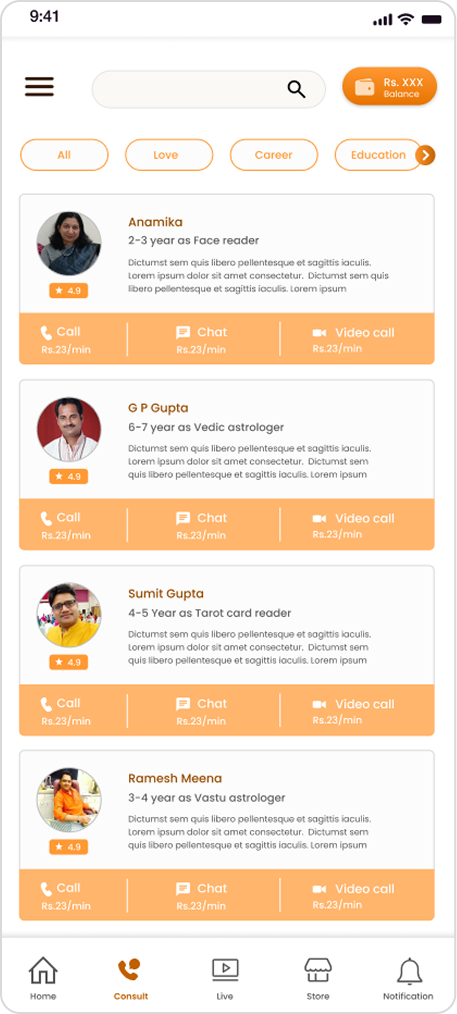 9:41
Rs. XXX
Balance
All
Love
Career
Education
Anamika
2-3 year as Face reader
Dictumst sem quis libero pellentesque et sagittis iaculis.
Lorem ipsum dolor sit amet consectetur. Dictumst sem quis
libero pellentesque et sagittis iaculis. Lorem ipsum
4.9
Call
Rs.23/min
Chat
Rs.23/min
Video call
Rs.23/min
G P Gupta
6-7 year as Vedic astrologer
Dictumst sem quis libero pellentesque et sagittis iaculis.
Lorem ipsum dolor sit amet consectetur. Dictumst sem
quis libero pellentesque et sagittis iaculis. Lorem ipsum
4.9
Call
Rs.23/min
Chat
Rs.23/min
Video call
Rs.23/min
Sumit Gupta
4-5 Year as Tarot card reader
Dictumst sem quis libero pellentesque et sagittis iaculis.
Lorem ipsum dolor sit amet consectetur. Dictumst sem
quis libero pellentesque et sagittis iaculis. Lorem ipsum
4.9
Call
Rs.23/min
Chat
Rs.23/min
Video call
Rs.23/min
Ramesh Meena
3-4 year as Vastu astrologer
Dictumst sem quis libero pellentesque et sagittis iaculis.
Lorem ipsum dolor sit amet consectetur. Dictumst sem
quis libero pellentesque et sagittis iaculis. Lorem ipsum
4.9
Call
Rs.23/min
Chat
Rs.23/min
Video call
Rs.23/min
Home
Consult
Live
Store
Notification